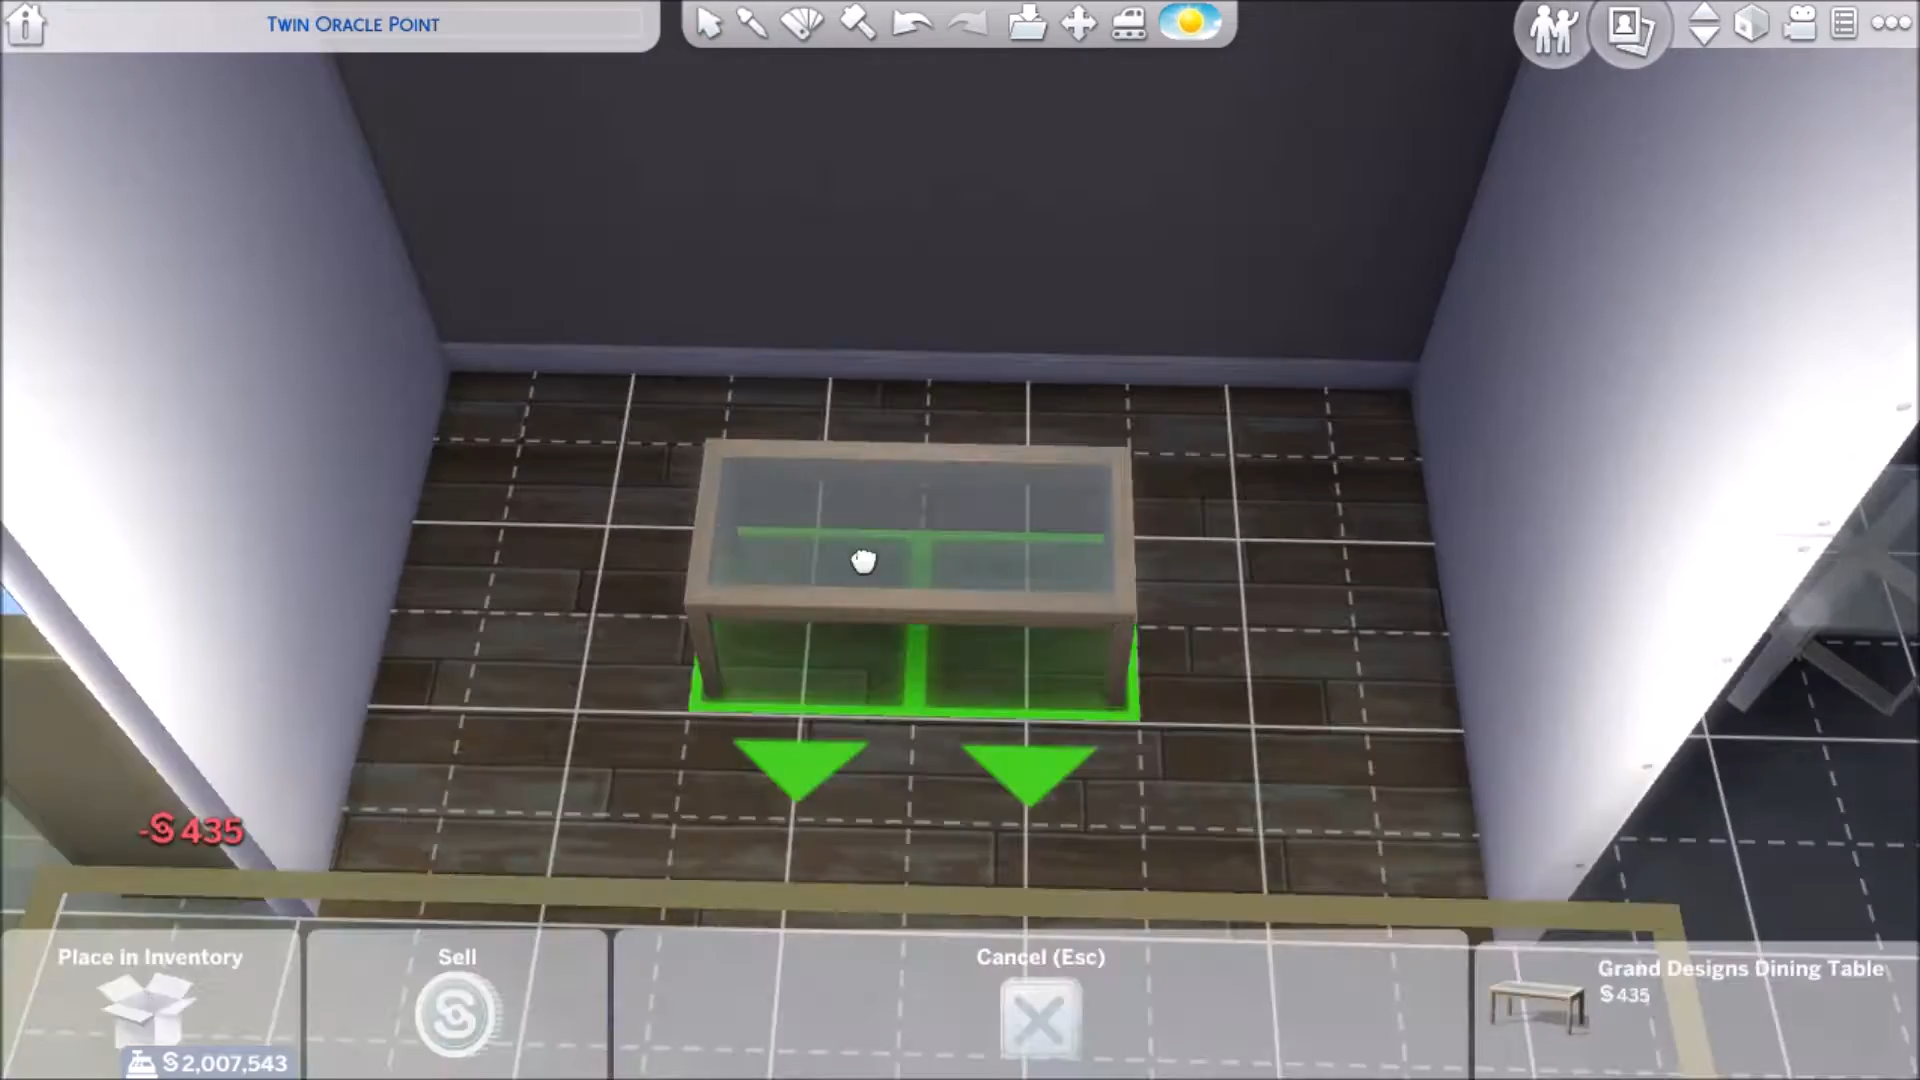 TWIN ORACLE POINT
-§435
Place in Inventory
Sell
Cancel (Esc)
Grand Designs Dining Table
§435
§2,007,543